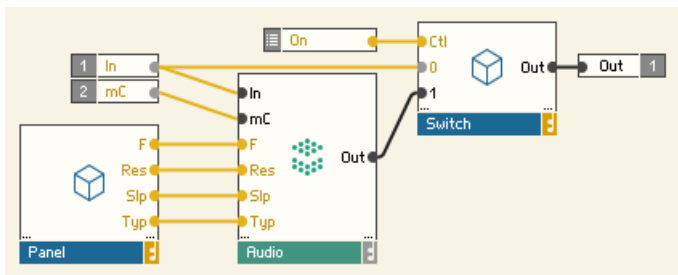 On
Ctl
1 In
0
Out
Out 1
2 mC
In
1
mC
Switch
F
F
Res
Res
Out
Slp
Slp
Typ
Typ
Panel
Audio